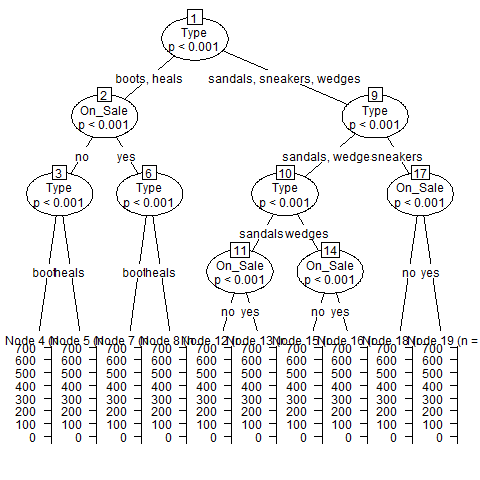 1
Type
p < 0.001
boots, heals
sandals, sneakers, wedges
2
On_Sale
p < 0.001
9
Type
p < 0.001
no
yes
sandals, wedge
sneakers
3
Type
p < 0.001
6
Type
p < 0.001
10
Type
p < 0.001
17
On_Sale
p < 0.001
sandals
wedges
11
On_Sale
p < 0.001
14
On_Sale
p < 0.001
boot
heals
boot
heals
no
yes
no
yes
no
yes
Node 4
Node 5
Node 7
Node 8
Node 12
Node 13
Node 15
Node 16
Node 18
Node 19 (n =
700 700 700 700 700 700 700 700 700 700
600 600 600 600 600 600 600 600 600 600
500 500 500 500 500 500 500 500 500 500
400 400 400 400 400 400 400 400 400 400
300 300 300 300 300 300 300 300 300 300
200 200 200 200 200 200 200 200 200 200
100 100 100 100 100 100 100 100 100 100
0 0 0 0 0 0 0 0 0 0